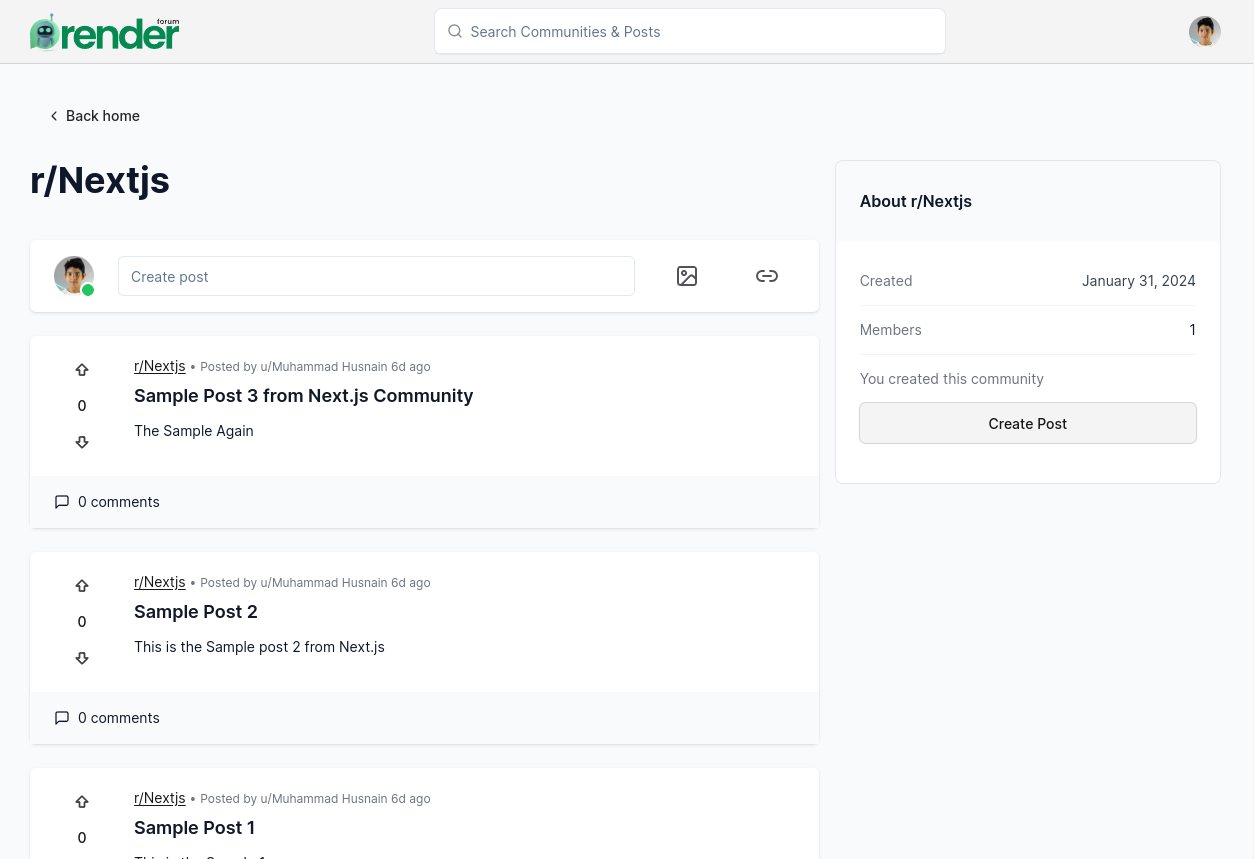 forum
render
Search Communities & Posts
Back home
r/Nextjs
Create post
r/Nextjs • Posted by u/Muhammad Husnain 6d ago
0
Sample Post 3 from Next.js Community
The Sample Again
0 comments
r/Nextjs • Posted by u/Muhammad Husnain 6d ago
0
Sample Post 2
This is the Sample post 2 from Next.js
0 comments
r/Nextjs • Posted by u/Muhammad Husnain 6d ago
0
Sample Post 1
About r/Nextjs
Created January 31, 2024
Members 1
You created this community
Create Post